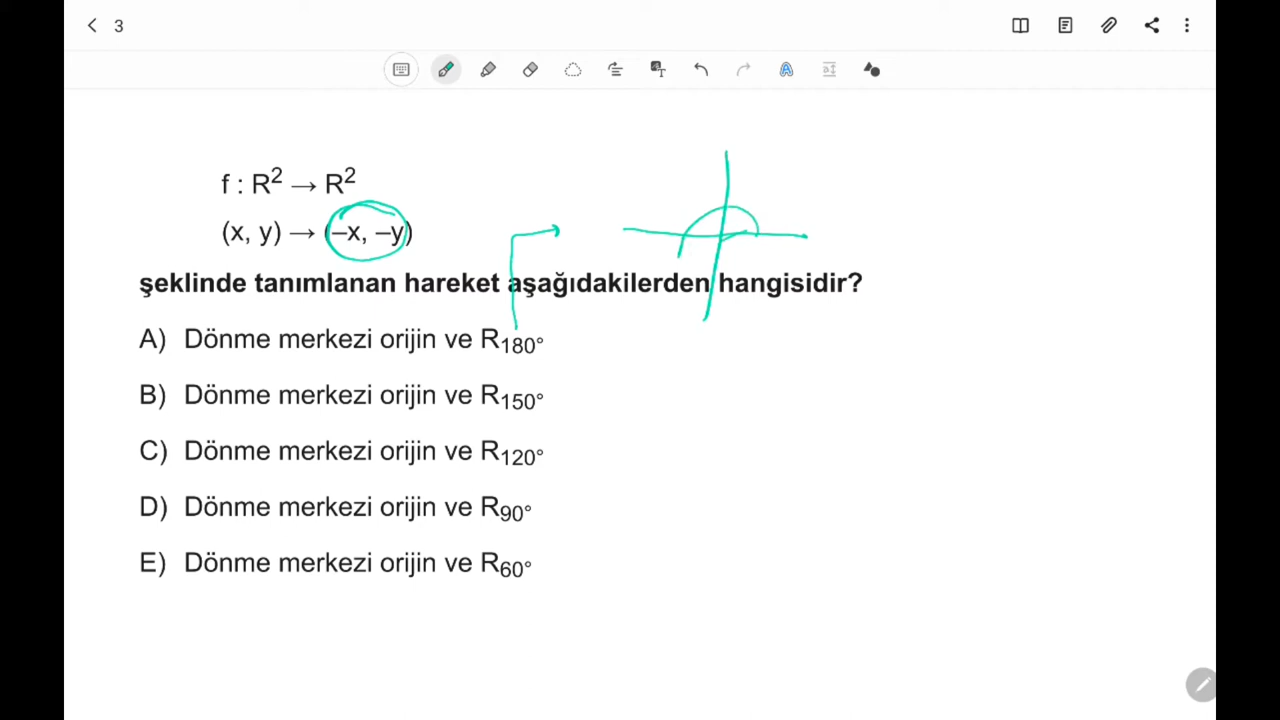 3
f : R² → R²
(x, y) → (–x, –y)
şeklinde tanımlanan hareket aşağıdakilerden hangisidir?
A) Dönme merkezi orijin ve R₁₈₀°
B) Dönme merkezi orijin ve R₁₅₀°
C) Dönme merkezi orijin ve R₁₂₀°
D) Dönme merkezi orijin ve R₉₀°
E) Dönme merkezi orijin ve R₆₀°